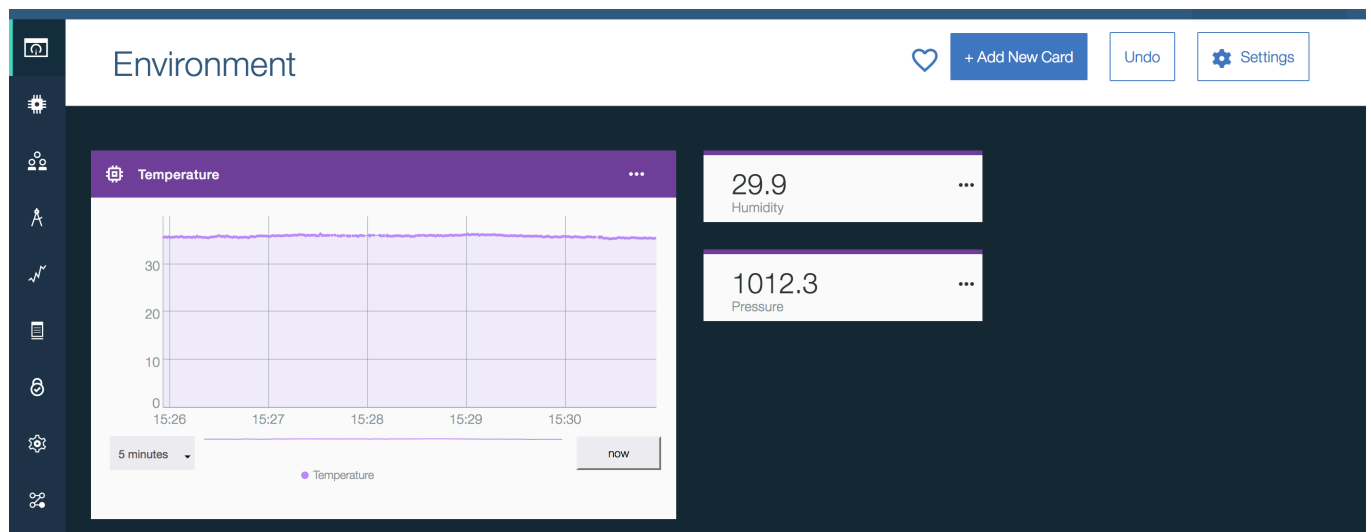 Environment
+ Add New Card
Undo
Settings
Temperature
30
20
10
0
15:26 15:27 15:28 15:29 15:30
5 minutes
now
Temperature
29.9
Humidity
1012.3
Pressure